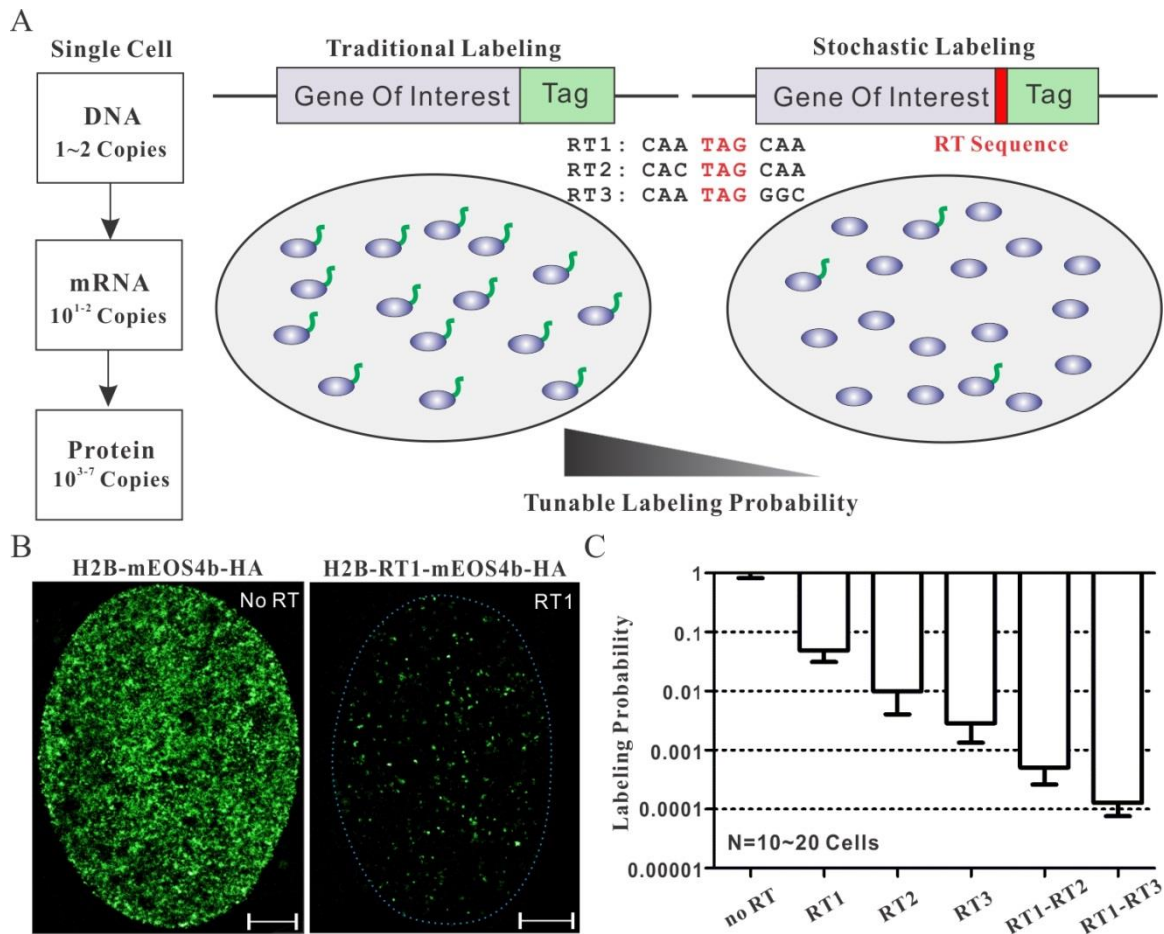 A
Single Cell
DNA
1~2 Copies
mRNA
10^1-2 Copies
Protein
10^3-7 Copies
Traditional Labeling
Gene Of Interest Tag
Stochastic Labeling
Gene Of Interest Tag
RT Sequence
RT1: CAA TAG CAA
RT2: CAC TAG CAA
RT3: CAA TAG GGC
Tunable Labeling Probability
B
H2B-mEOS4b-HA
No RT
H2B-RT1-mEOS4b-HA
RT1
C
Labeling Probability
1
0.1
0.01
0.001
0.0001
0.00001
N=10~20 Cells
no RT
RT1
RT2
RT3
RT1-RT2
RT1-RT3